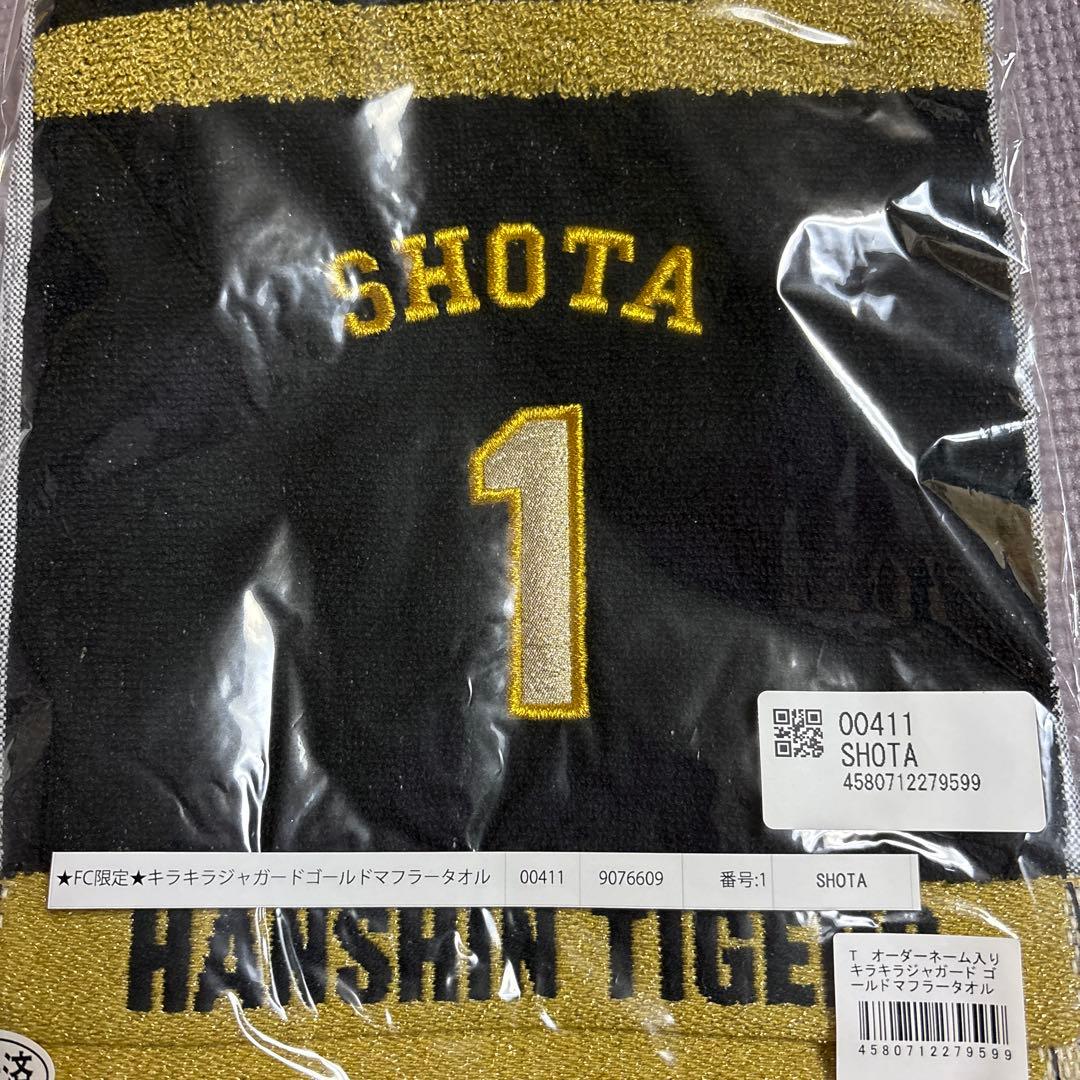 SHOTA
1
00411
SHOTA
4580712279599
★FC限定★キラキラジャガードゴールドマフラータオル 00411 9076609 番号:1 SHOTA
HANSHIN TIGE
T オーダーネーム入り
キラキラジャガード ゴ
ールドマフラータオル
4580712279599
済